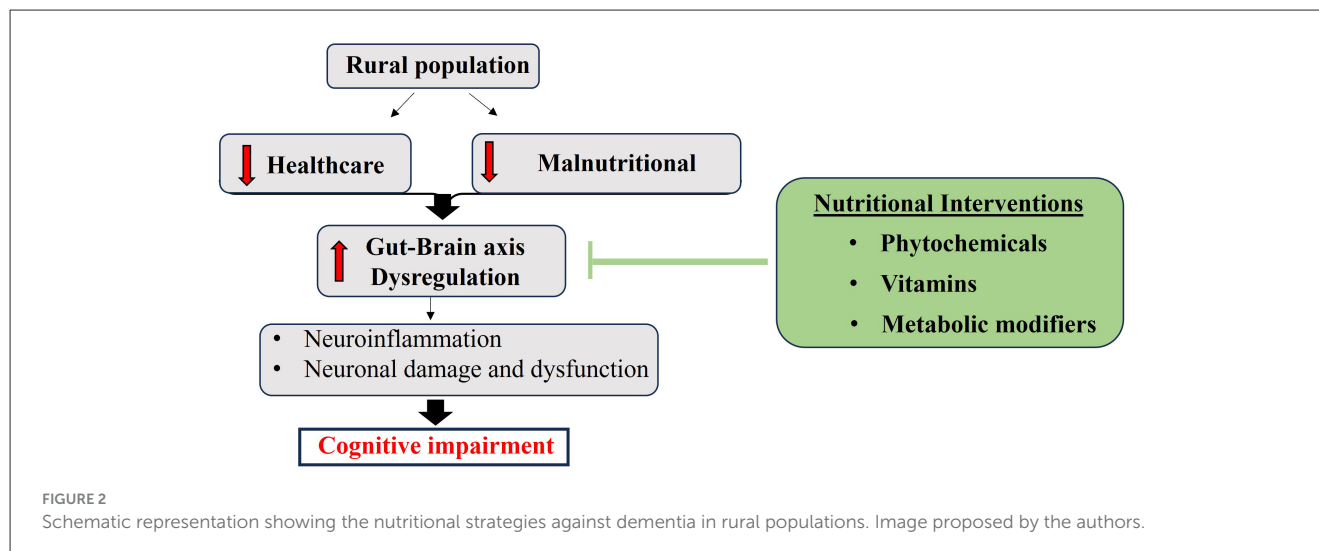 Rural population
Healthcare
Malnutritional
Gut-Brain axis
Dysregulation
• Neuroinflammation
• Neuronal damage and dysfunction
Cognitive impairment
Nutritional Interventions
• Phytochemicals
• Vitamins
• Metabolic modifiers
FIGURE 2
Schematic representation showing the nutritional strategies against dementia in rural populations. Image proposed by the authors.